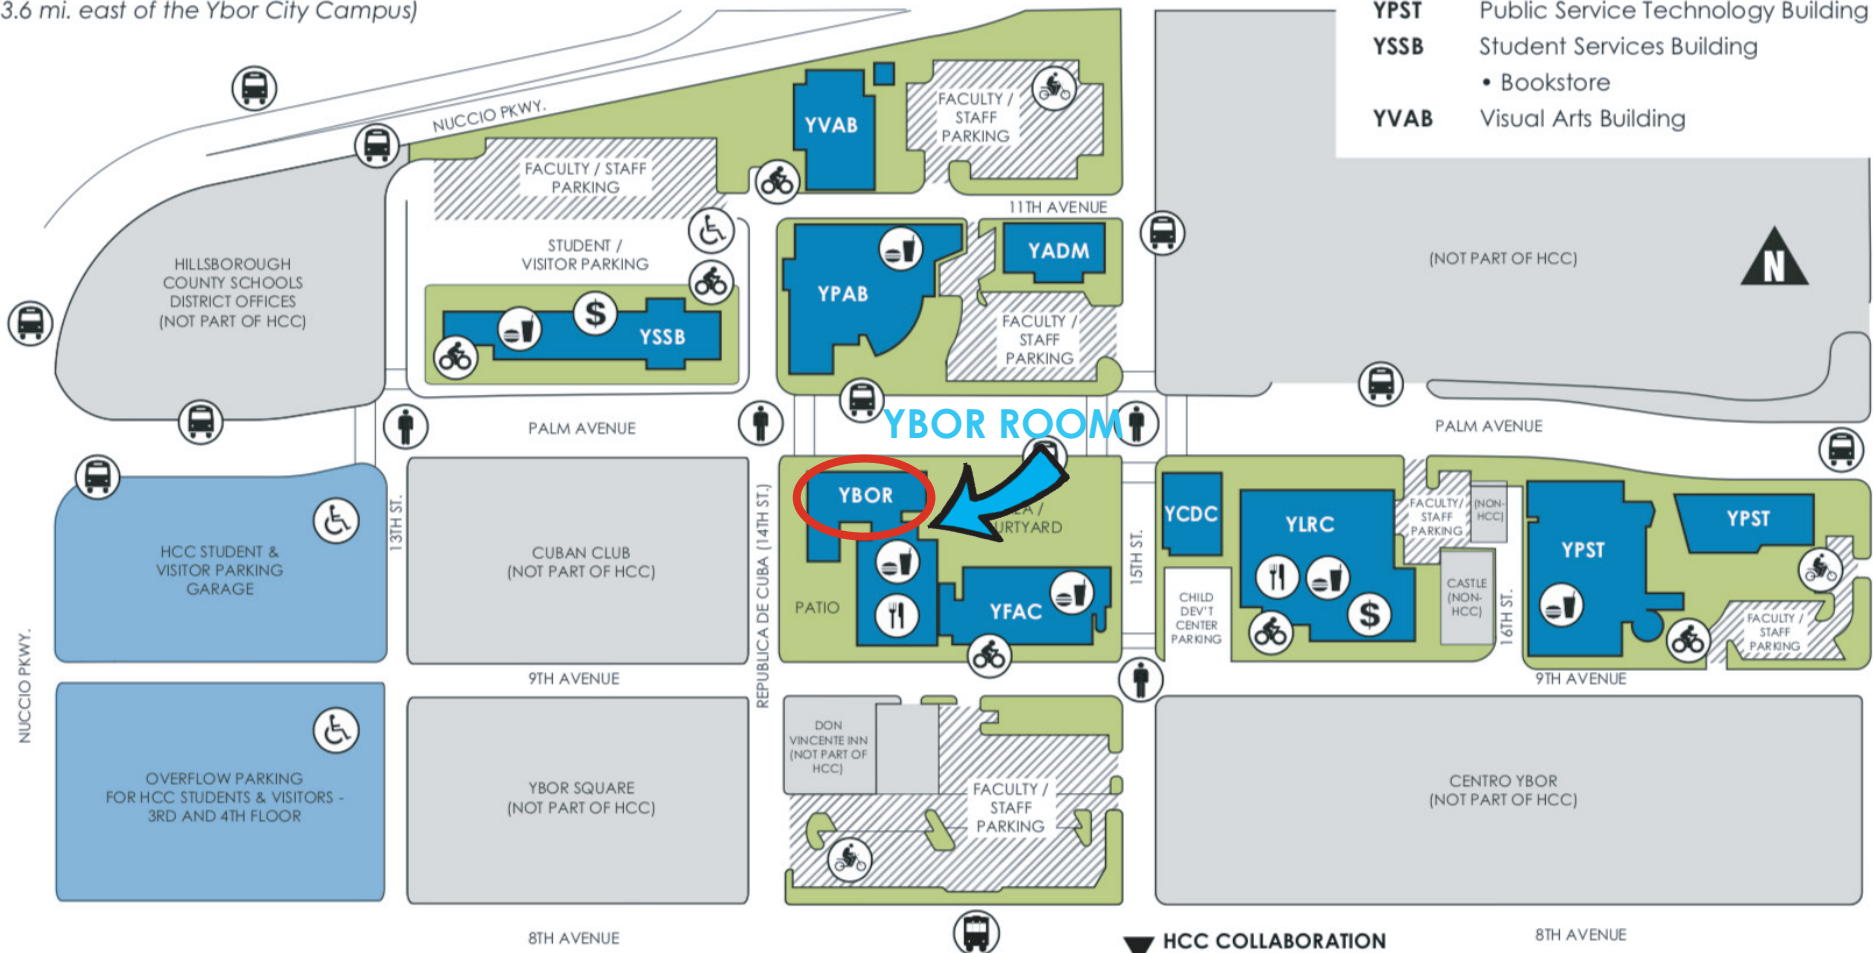 3.6 mi. east of the Ybor City Campus)
YPST Public Service Technology Building
YSSB Student Services Building
• Bookstore
YVAB Visual Arts Building
NUCCIO PKWY.
YVAB
FACULTY /
STAFF
PARKING
FACULTY / STAFF
PARKING
11TH AVENUE
STUDENT /
VISITOR PARKING
HILLSBOROUGH
COUNTY SCHOOLS
DISTRICT OFFICES
(NOT PART OF HCC)
YADM
(NOT PART OF HCC)
N
YPAB
$
YSSB
FACULTY /
STAFF
PARKING
YBOR ROOM
PALM AVENUE
PALM AVENUE
13TH ST.
REPUBLICA DE CUBA (14TH ST.)
YBOR
/
URTYARD
15TH ST.
YCDC
YLRC
FACULTY/
STAFF
PARKING
(NON-
HCC)
YPST
YPST
HCC STUDENT &
VISITOR PARKING
GARAGE
CUBAN CLUB
(NOT PART OF HCC)
PATIO
YFAC
CHILD
DEV'T
CENTER
PARKING
$
CASTLE
(NON-
HCC)
16TH ST.
FACULTY /
STAFF
PARKING
NUCCIO PKWY.
9TH AVENUE
9TH AVENUE
OVERFLOW PARKING
FOR HCC STUDENTS & VISITORS -
3RD AND 4TH FLOOR
YBOR SQUARE
(NOT PART OF HCC)
DON
VINCENTE INN
(NOT PART OF
HCC)
FACULTY /
STAFF
PARKING
CENTRO YBOR
(NOT PART OF HCC)
8TH AVENUE
HCC COLLABORATION
8TH AVENUE